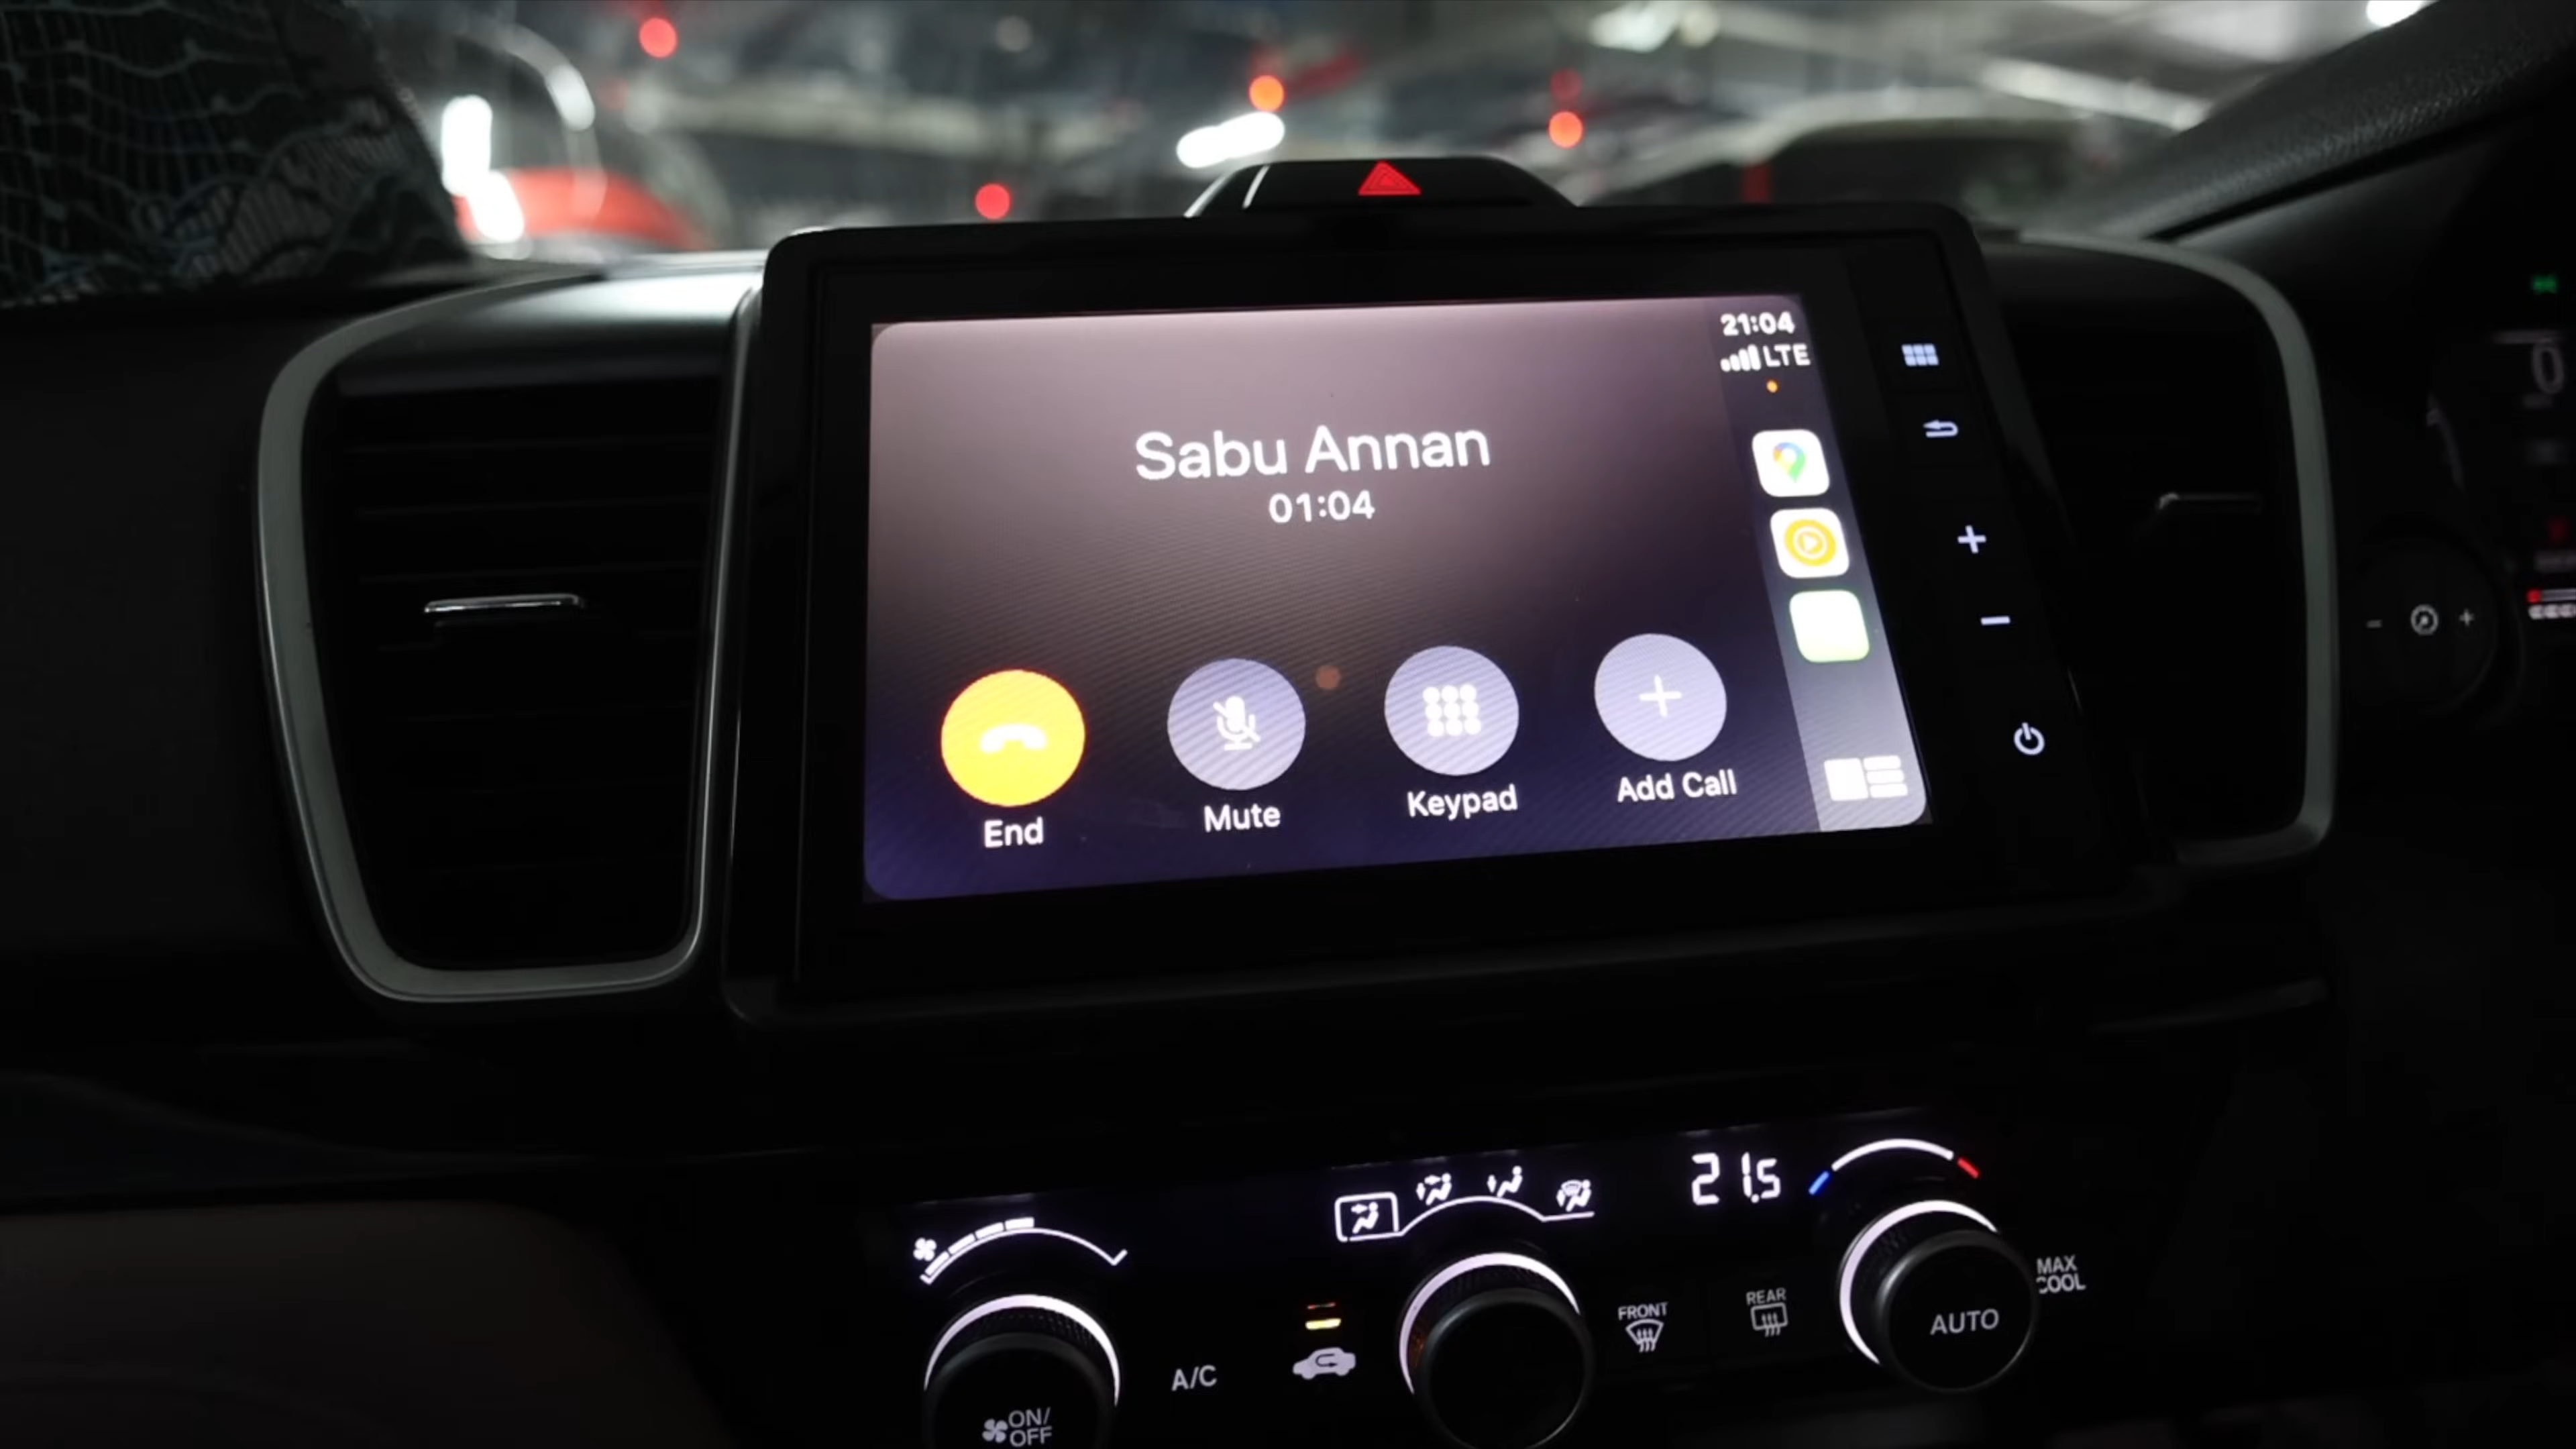 21:04
LTE
Sabu Annan
01:04
End
Mute
Keypad
Add Call
21.5
MAX
COOL
FRONT
REAR
AUTO
A/C
ON/
OFF
0